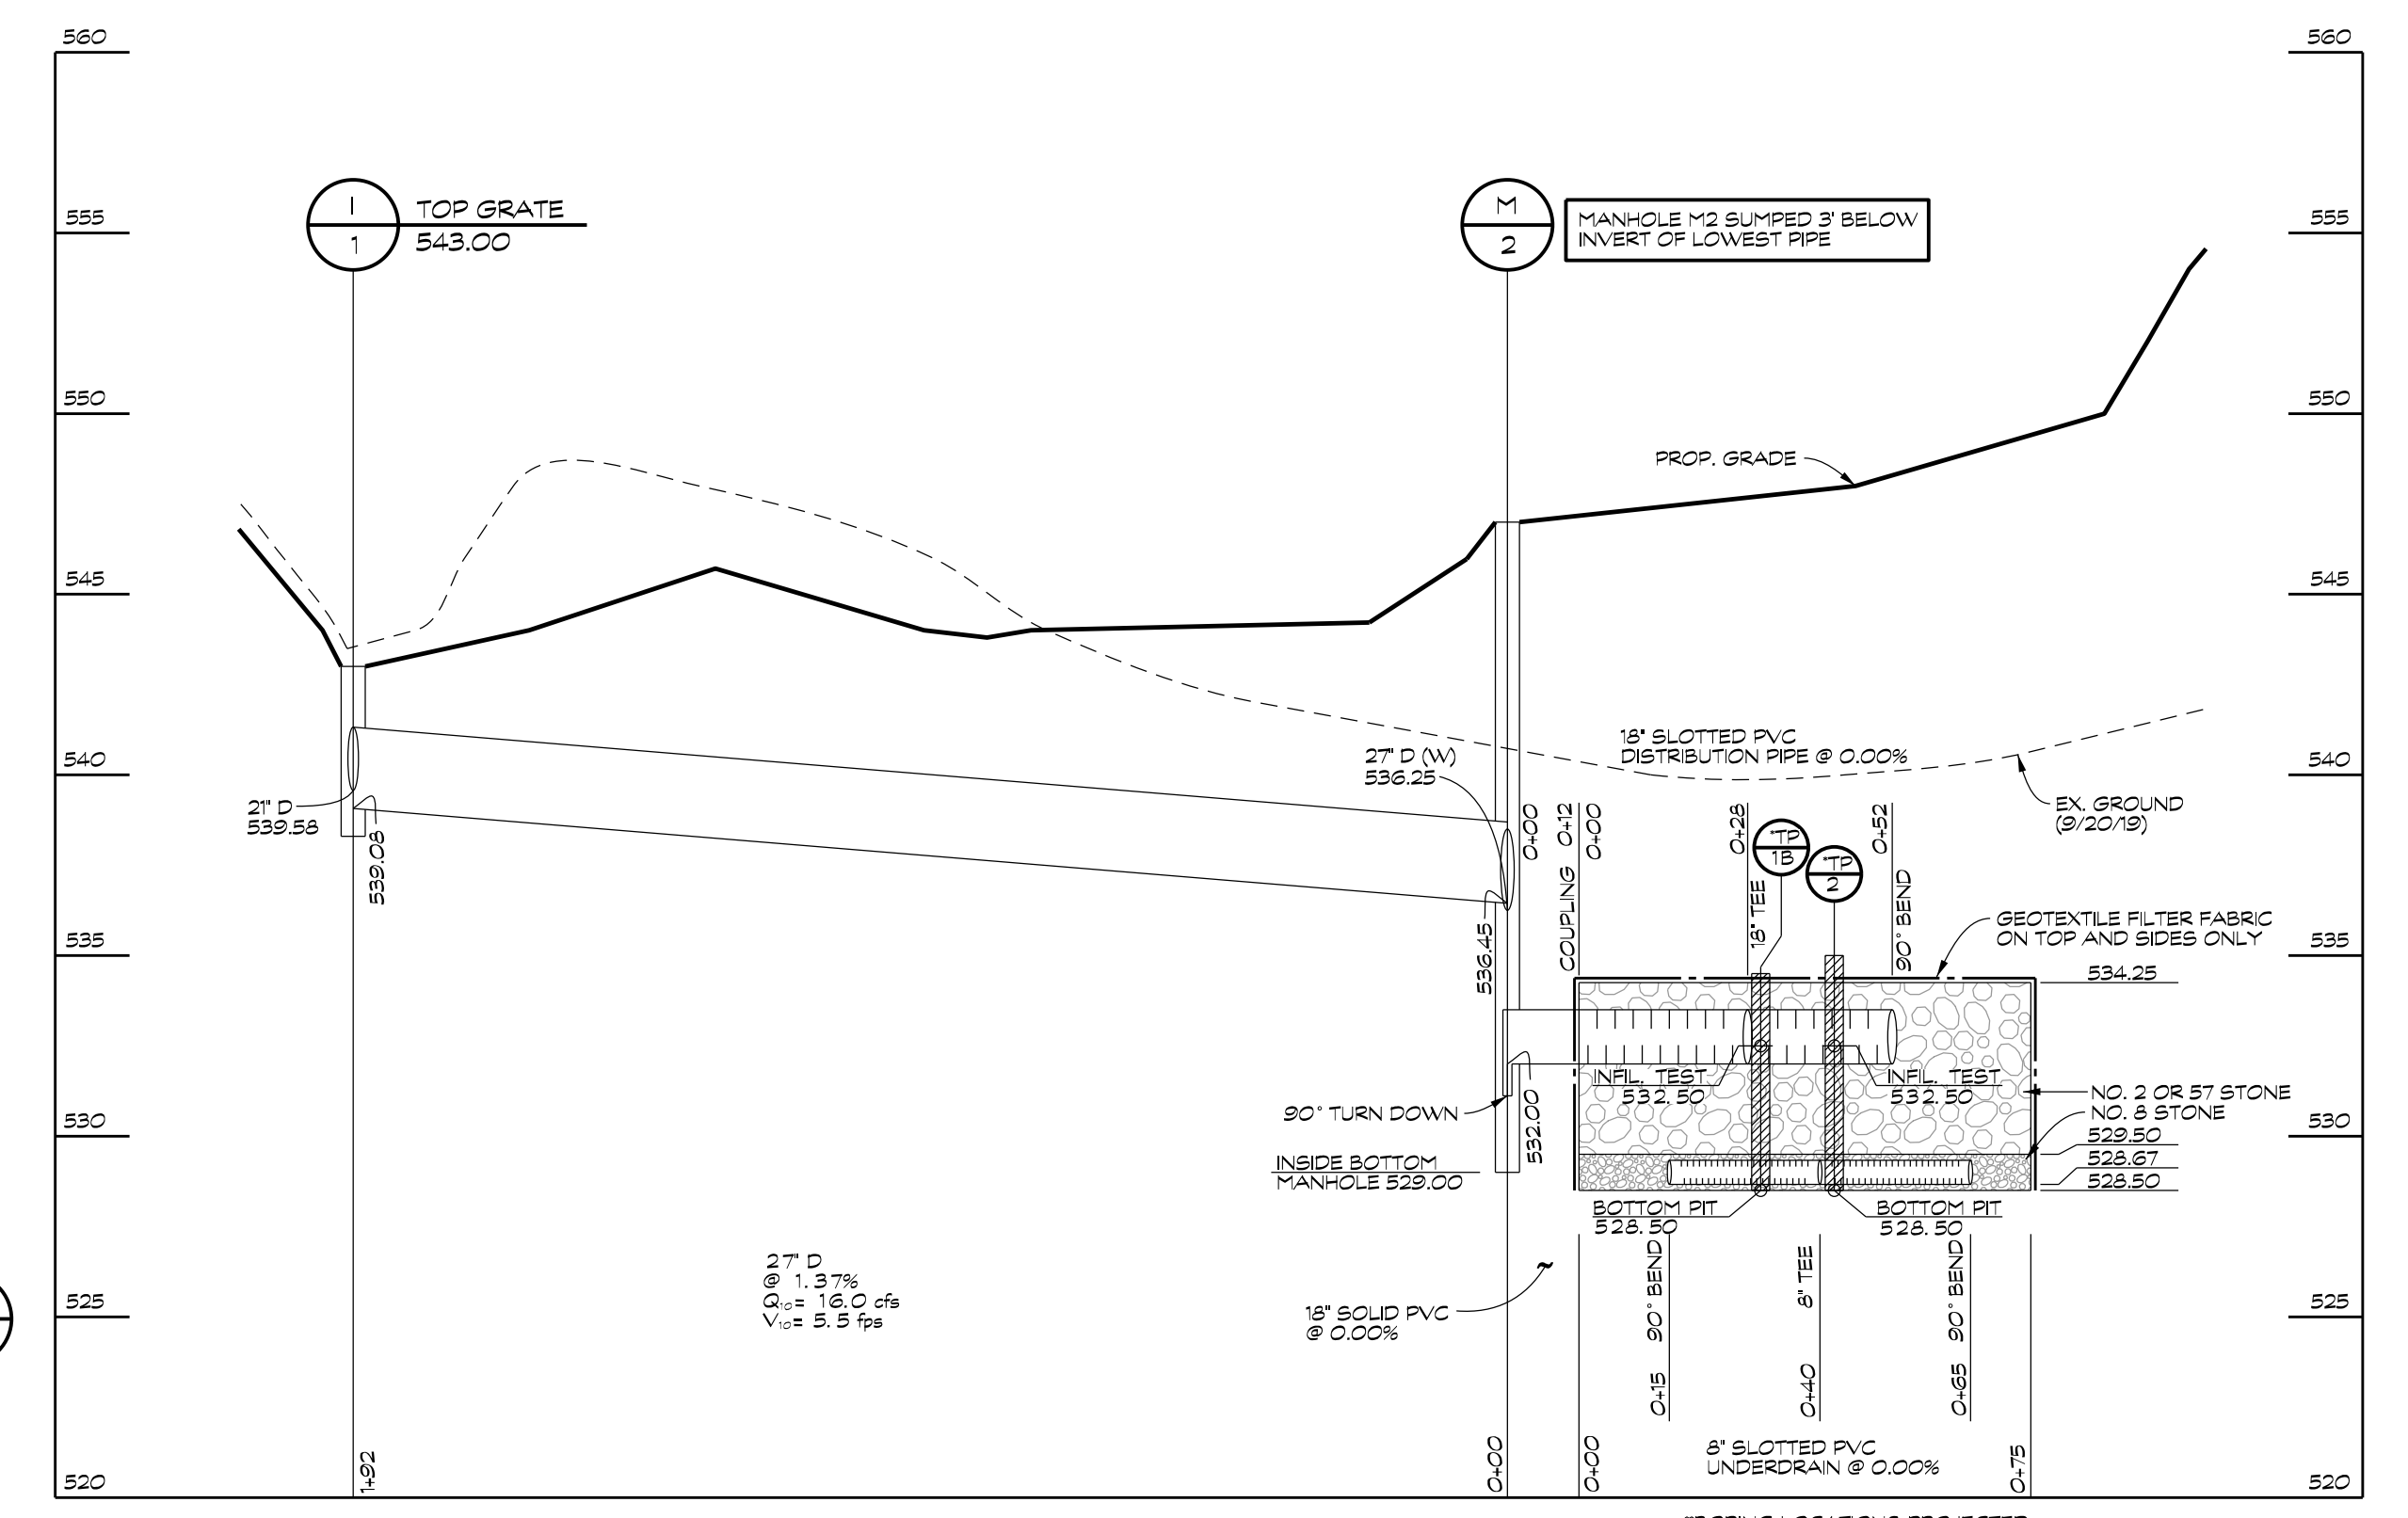 560
560
I
1
TOP GRATE
543.00
M
2
MANHOLE M2 SUMPED 3' BELOW
INVERT OF LOWEST PIPE
555
555
550
550
PROP. GRADE
545
545
18" SLOTTED PVC
DISTRIBUTION PIPE @ 0.00%
27" D (W)
536.25
540
540
21" D
539.58
539.08
EX. GROUND
(9/20/19)
0+00
COUPLING 0+12
0+00
0+28
18" TEE
*TP
1B
*TP
2
0+52
90° BEND
536.45
GEOTEXTILE FILTER FABRIC
ON TOP AND SIDES ONLY
535
535
534.25
INFIL. TEST
532.50
INFIL. TEST
532.50
NO. 2 OR 57 STONE
NO. 8 STONE
90° TURN DOWN
532.00
530
530
529.50
528.67
528.50
INSIDE BOTTOM
MANHOLE 529.00
BOTTOM PIT
528.50
BOTTOM PIT
528.50
27" D
@ 1.37%
Q10= 16.0 cfs
V10= 5.5 fps
18" SOLID PVC
@ 0.00%
525
525
0+15 90° BEND
0+40 8" TEE
0+65 90° BEND
8" SLOTTED PVC
UNDERDRAIN @ 0.00%
1+92
0+00
0+00
0+75
520
520
*BORING LOCATIONS PROJECTED